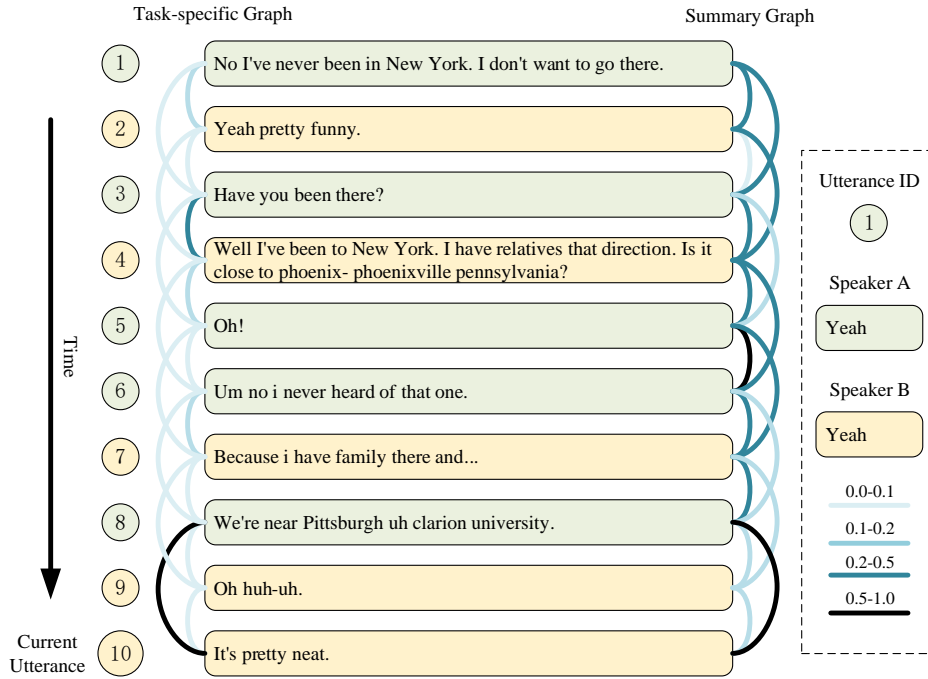 Task-specific Graph
Summary Graph
1
No I've never been in New York. I don't want to go there.
2
Yeah pretty funny.
3
Have you been there?
4
Well I've been to New York. I have relatives that direction. Is it
close to phoenix- phoenixville pennsylvania?
5
Oh!
6
Um no i never heard of that one.
7
Because i have family there and...
8
We're near Pittsburgh uh clarion university.
9
Oh huh-uh.
10
It's pretty neat.
Time
Current
Utterance
Utterance ID
1
Speaker A
Yeah
Speaker B
Yeah
0.0-0.1
0.1-0.2
0.2-0.5
0.5-1.0